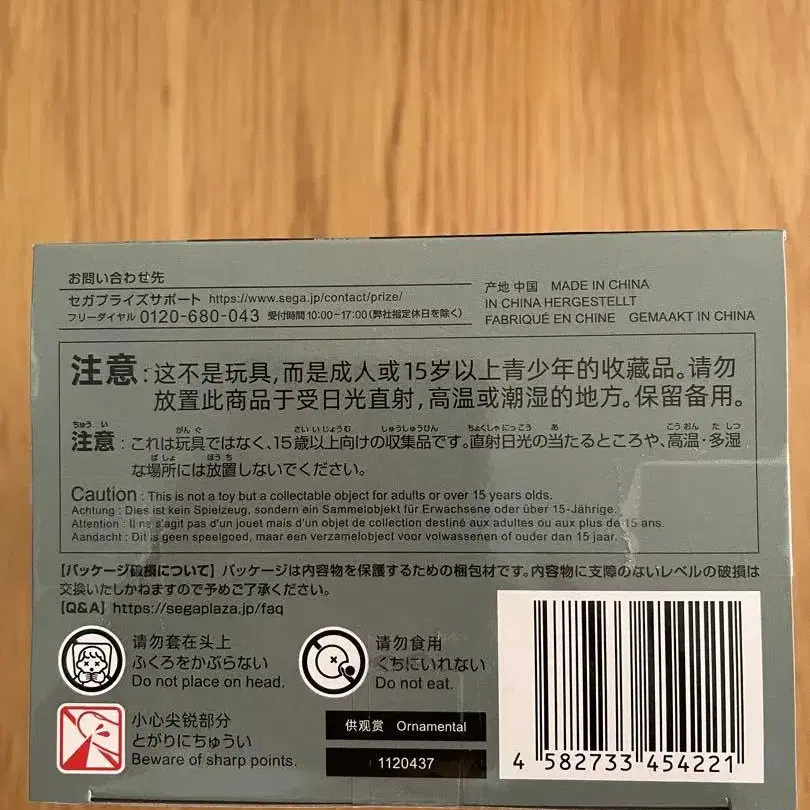 お問い合わせ先
セガプライズサポート https://www.sega.jp/contact/prize/
フリーダイヤル 0120-680-043 受付時間 10:00~17:00(弊社指定休日を除く)
产地 中国 MADE IN CHINA
IN CHINA HERGESTELLT
FABRIQUÉ EN CHINE GEMAAKT IN CHINA
注意:这不是玩具,而是成人或15岁以上青少年的收藏品。请勿
放置此商品于受日光直射,高温或潮湿的地方。保留备用。
注意:これは玩具ではなく、15歳以上向けの収集品です。直射日光の当たるところや、高温・多湿
な場所には放置しないでください。
Caution : This is not a toy but a collectable object for adults or over 15 years olds.
Achtung : Dies ist kein Spielzeug, sondern ein Sammelobjekt für Erwachsene oder über 15-Jährige.
Attention : Il ne s'agit pas d'un jouet mais d'un objet de collection destiné aux adultes ou aux plus de 15 ans.
Aandacht : Dit is geen speelgoed, maar een verzamelobject voor volwassenen of ouder dan 15 jaar.
【パッケージ破損について】パッケージは内容物を保護するための梱包材です。内容物に支障のないレベルの破損は
交換いたしかねますので予めご了承ください。
【Q&A】https://segaplaza.jp/faq
请勿套在头上
ふくろをかぶらない
Do not place on head.
请勿食用
くちにいれない
Do not eat.
小心尖锐部分
とがりにちゅうい
Beware of sharp points.
供观赏 Ornamental
1120437
4 582733 454221